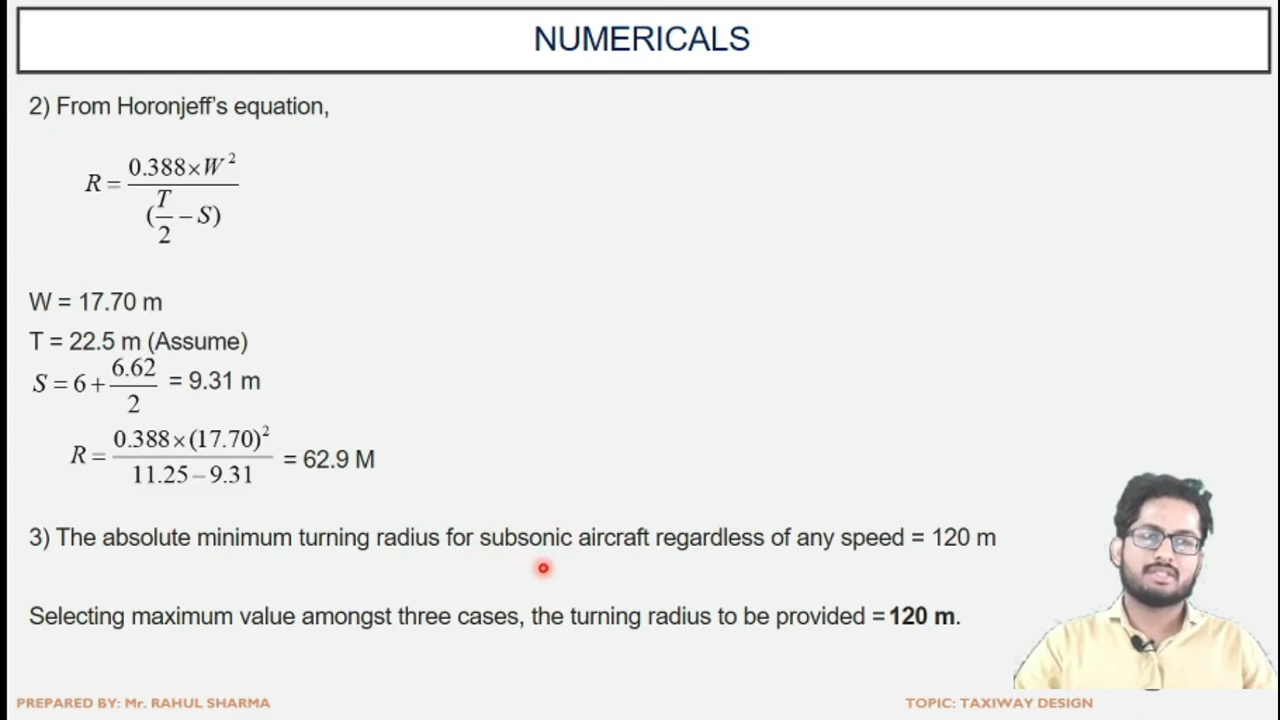 NUMERICALS
2) From Horonjeff's equation,
R = 0.388×W² / (T/2 − S)
W = 17.70 m
T = 22.5 m (Assume)
S = 6 + 6.62/2 = 9.31 m
R = 0.388×(17.70)² / 11.25 − 9.31 = 62.9 M
3) The absolute minimum turning radius for subsonic aircraft regardless of any speed = 120 m
Selecting maximum value amongst three cases, the turning radius to be provided = 120 m.
PREPARED BY: Mr. RAHUL SHARMA
TOPIC: TAXIWAY DESIGN